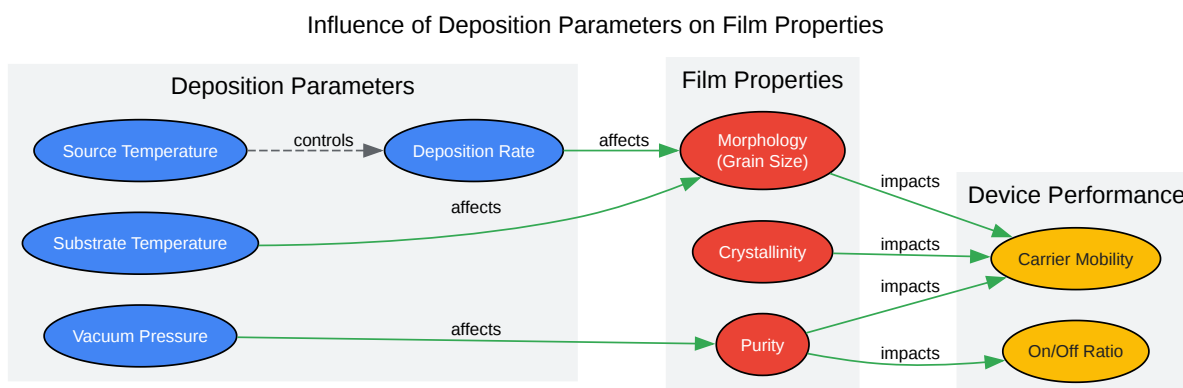 Influence of Deposition Parameters on Film Properties
Deposition Parameters
Film Properties
Device Performance
Source Temperature
controls
Deposition Rate
affects
Morphology
(Grain Size)
impacts
Substrate Temperature
affects
Crystallinity
impacts
Carrier Mobility
impacts
Vacuum Pressure
affects
Purity
impacts
On/Off Ratio